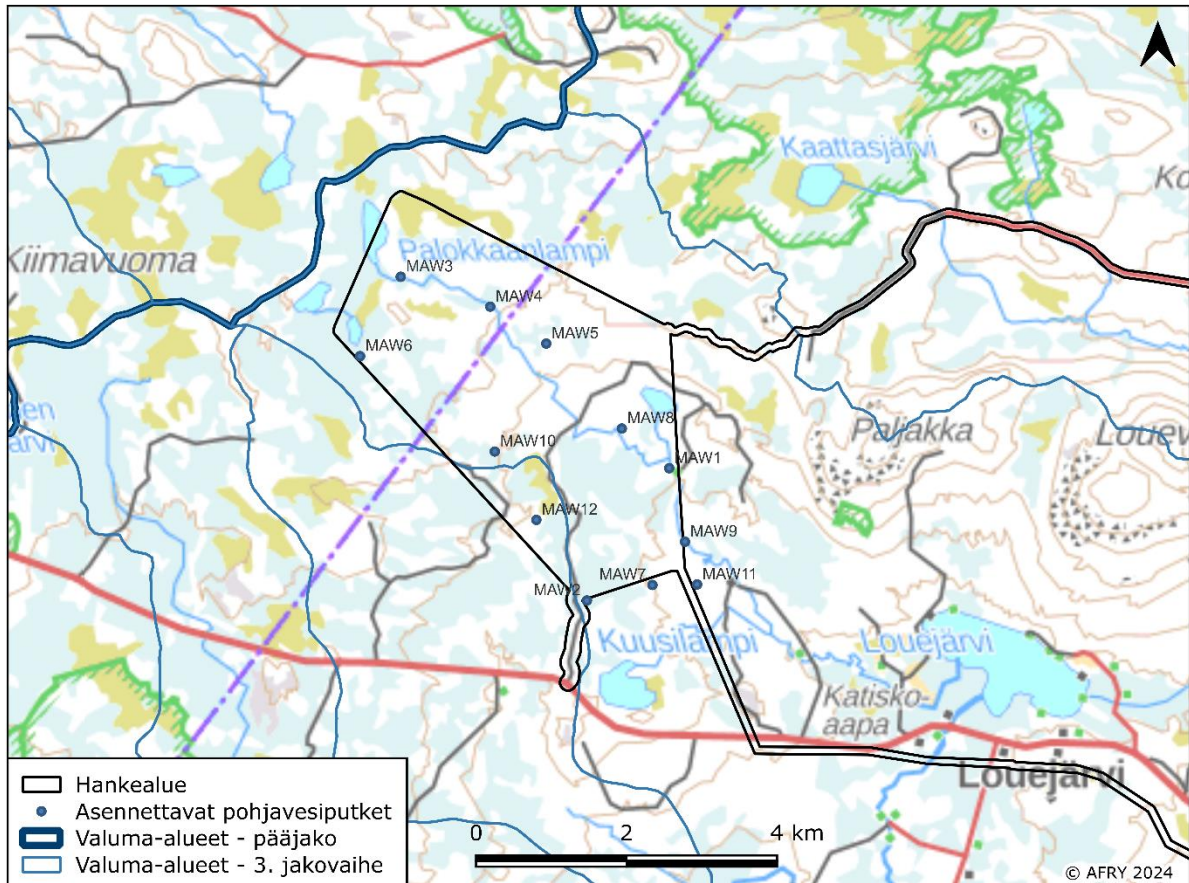 Kaattasjärvi
Ko
Kiimavuoma
Palokkaanlampi
MAW3
MAW4
MAW5
MAW6
MAW8
Paljakka
Louev
en
järvi
MAW10
MAW1
MAW12
MAW9
MAW2
MAW7
MAW11
Kuusilampi
Louejärvi
Katisko-
aapa
Louejärvi
Hankealue
Asennettavat pohjavesiputket
Valuma-alueet - pääjako
Valuma-alueet - 3. jakovaihe
0 2 4 km
© AFRY 2024